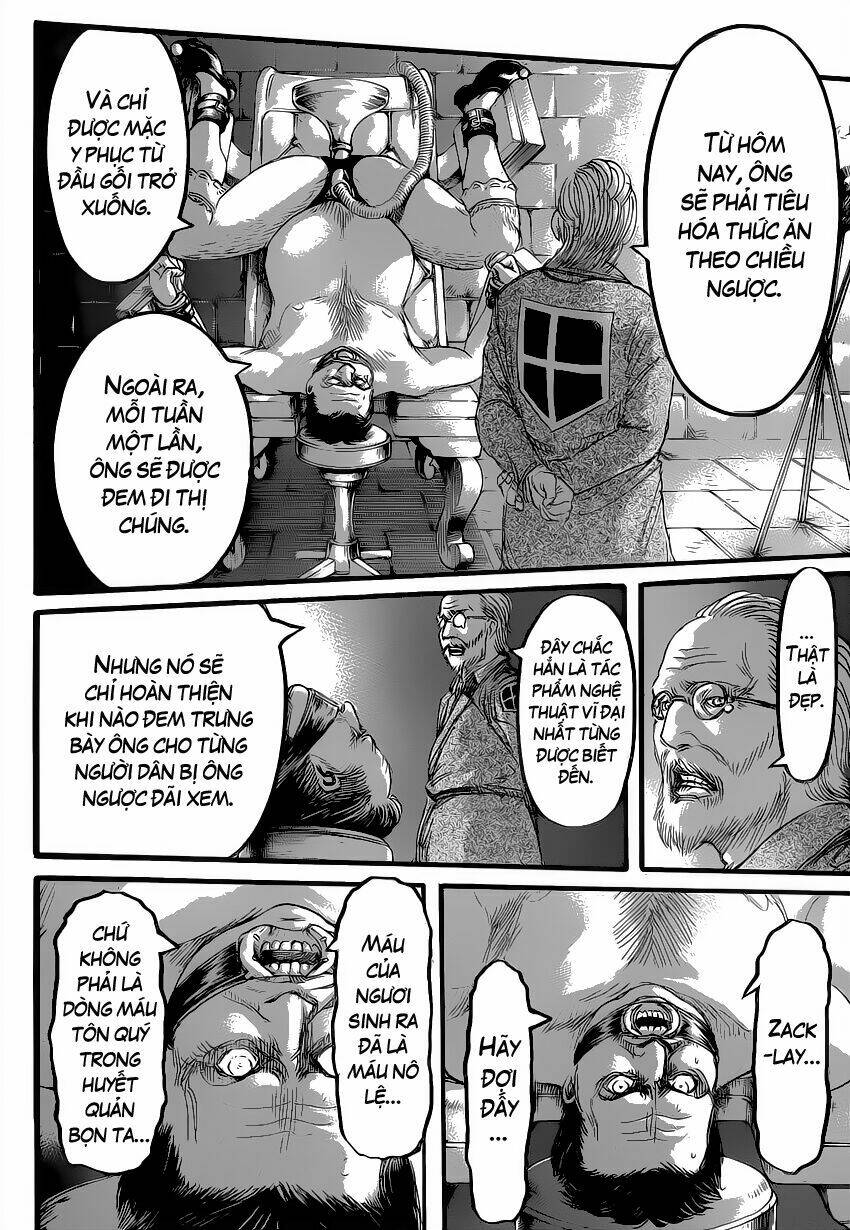 TỪ HÔM
NAY, ÔNG
SẼ PHẢI TIÊU
HÓA THỨC ĂN
THEO CHIỀU
NGƯỢC.
VÀ CHỈ
ĐƯỢC MẶC
Y PHỤC TỪ
ĐẦU GỐI TRỞ
XUỐNG.
NGOÀI RA,
MỖI TUẦN
MỘT LẦN,
ÔNG SẼ ĐƯỢC
ĐEM ĐI THỊ
CHÚNG.
...
THẬT
LÀ
ĐẸP.
ĐÂY CHẮC
HẲN LÀ TÁC
PHẨM NGHỆ
THUẬT VĨ ĐẠI
NHẤT TỪNG
ĐƯỢC BIẾT
ĐẾN.
NHƯNG NÓ SẼ
CHỈ HOÀN THIỆN
KHI NÀO ĐEM TRƯNG
BÀY ÔNG CHO TỪNG
NGƯỜI DÂN BỊ ÔNG
NGƯỢC ĐÃI XEM.
ZACK
-LAY...
HÃY
ĐỢI
ĐẤY
...
MÁU CỦA
NGƯƠI
SINH RA
ĐÃ LÀ
MÁU NÔ
LỆ...
CHỨ
KHÔNG
PHẢI LÀ
DÒNG MÁU
TÔN QUÝ
TRONG
HUYẾT
QUẢN
BỌN TA...